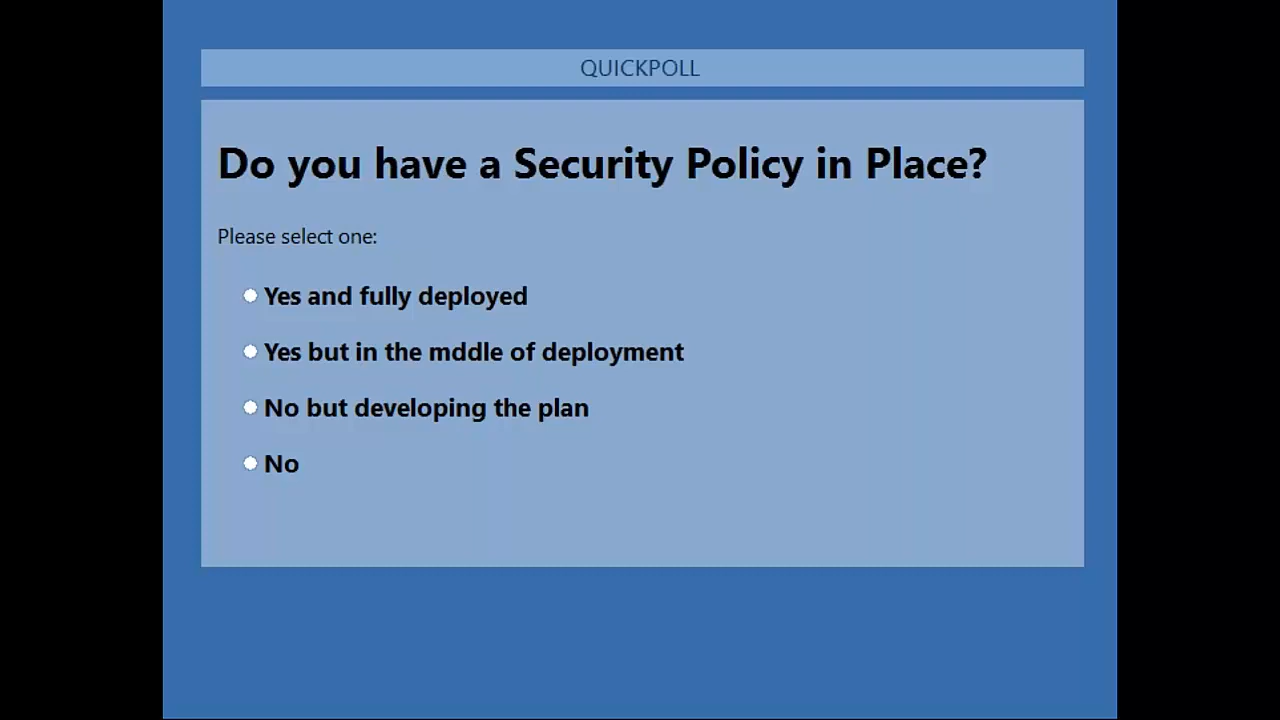 QUICKPOLL
Do you have a Security Policy in Place?
Please select one:
Yes and fully deployed
Yes but in the mddle of deployment
No but developing the plan
No